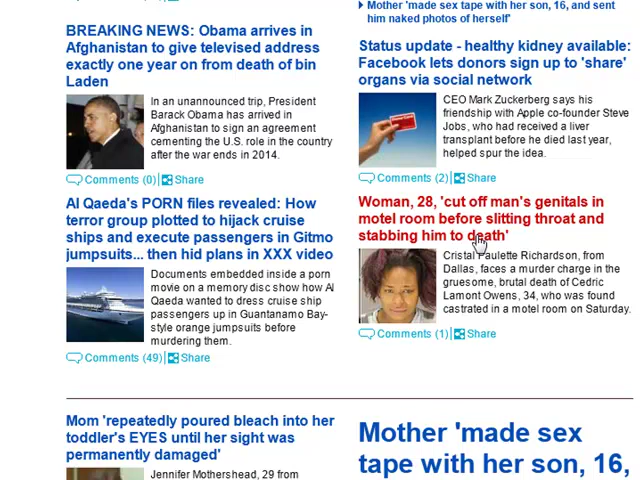 BREAKING NEWS: Obama arrives in
Afghanistan to give televised address
exactly one year on from death of bin
Laden
In an unannounced trip, President
Barack Obama has arrived in
Afghanistan to sign an agreement
cementing the U.S. role in the country
after the war ends in 2014.
Comments (0) Share
Al Qaeda's PORN files revealed: How
terror group plotted to hijack cruise
ships and execute passengers in Gitmo
jumpsuits... then hid plans in XXX video
Documents embedded inside a porn
movie on a memory disc show how Al
Qaeda wanted to dress cruise ship
passengers up in Guantanamo Bay-
style orange jumpsuits before
murdering them.
Comments (49) Share
Mother 'made sex tape with her son, 16, and sent
him naked photos of herself'
Status update - healthy kidney available:
Facebook lets donors sign up to 'share'
organs via social network
CEO Mark Zuckerberg says his
friendship with Apple co-founder Steve
Jobs, who had received a liver
transplant before he died last year,
helped spur the idea.
Comments (2) Share
Woman, 28, 'cut off man's genitals in
motel room before slitting throat and
stabbing him to death'
Cristal Paulette Richardson, from
Dallas, faces a murder charge in the
gruesome, brutal death of Cedric
Lamont Owens, 34, who was found
castrated in a motel room on Saturday.
Comments (1) Share
Mom 'repeatedly poured bleach into her
toddler's EYES until her sight was
permanently damaged'
Jennifer Mothershead, 29 from
Mother 'made sex
tape with her son, 16,